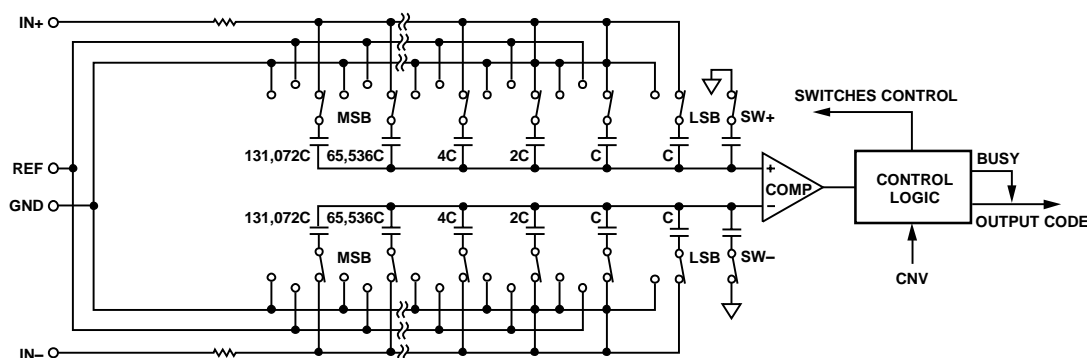 IN+
SWITCHES CONTROL
MSB
LSB
SW+
131,072C 65,536C 4C 2C C C
REF
GND
COMP
+
−
CONTROL
LOGIC
BUSY
OUTPUT CODE
131,072C 65,536C 4C 2C C C
MSB
LSB
SW−
CNV
IN−